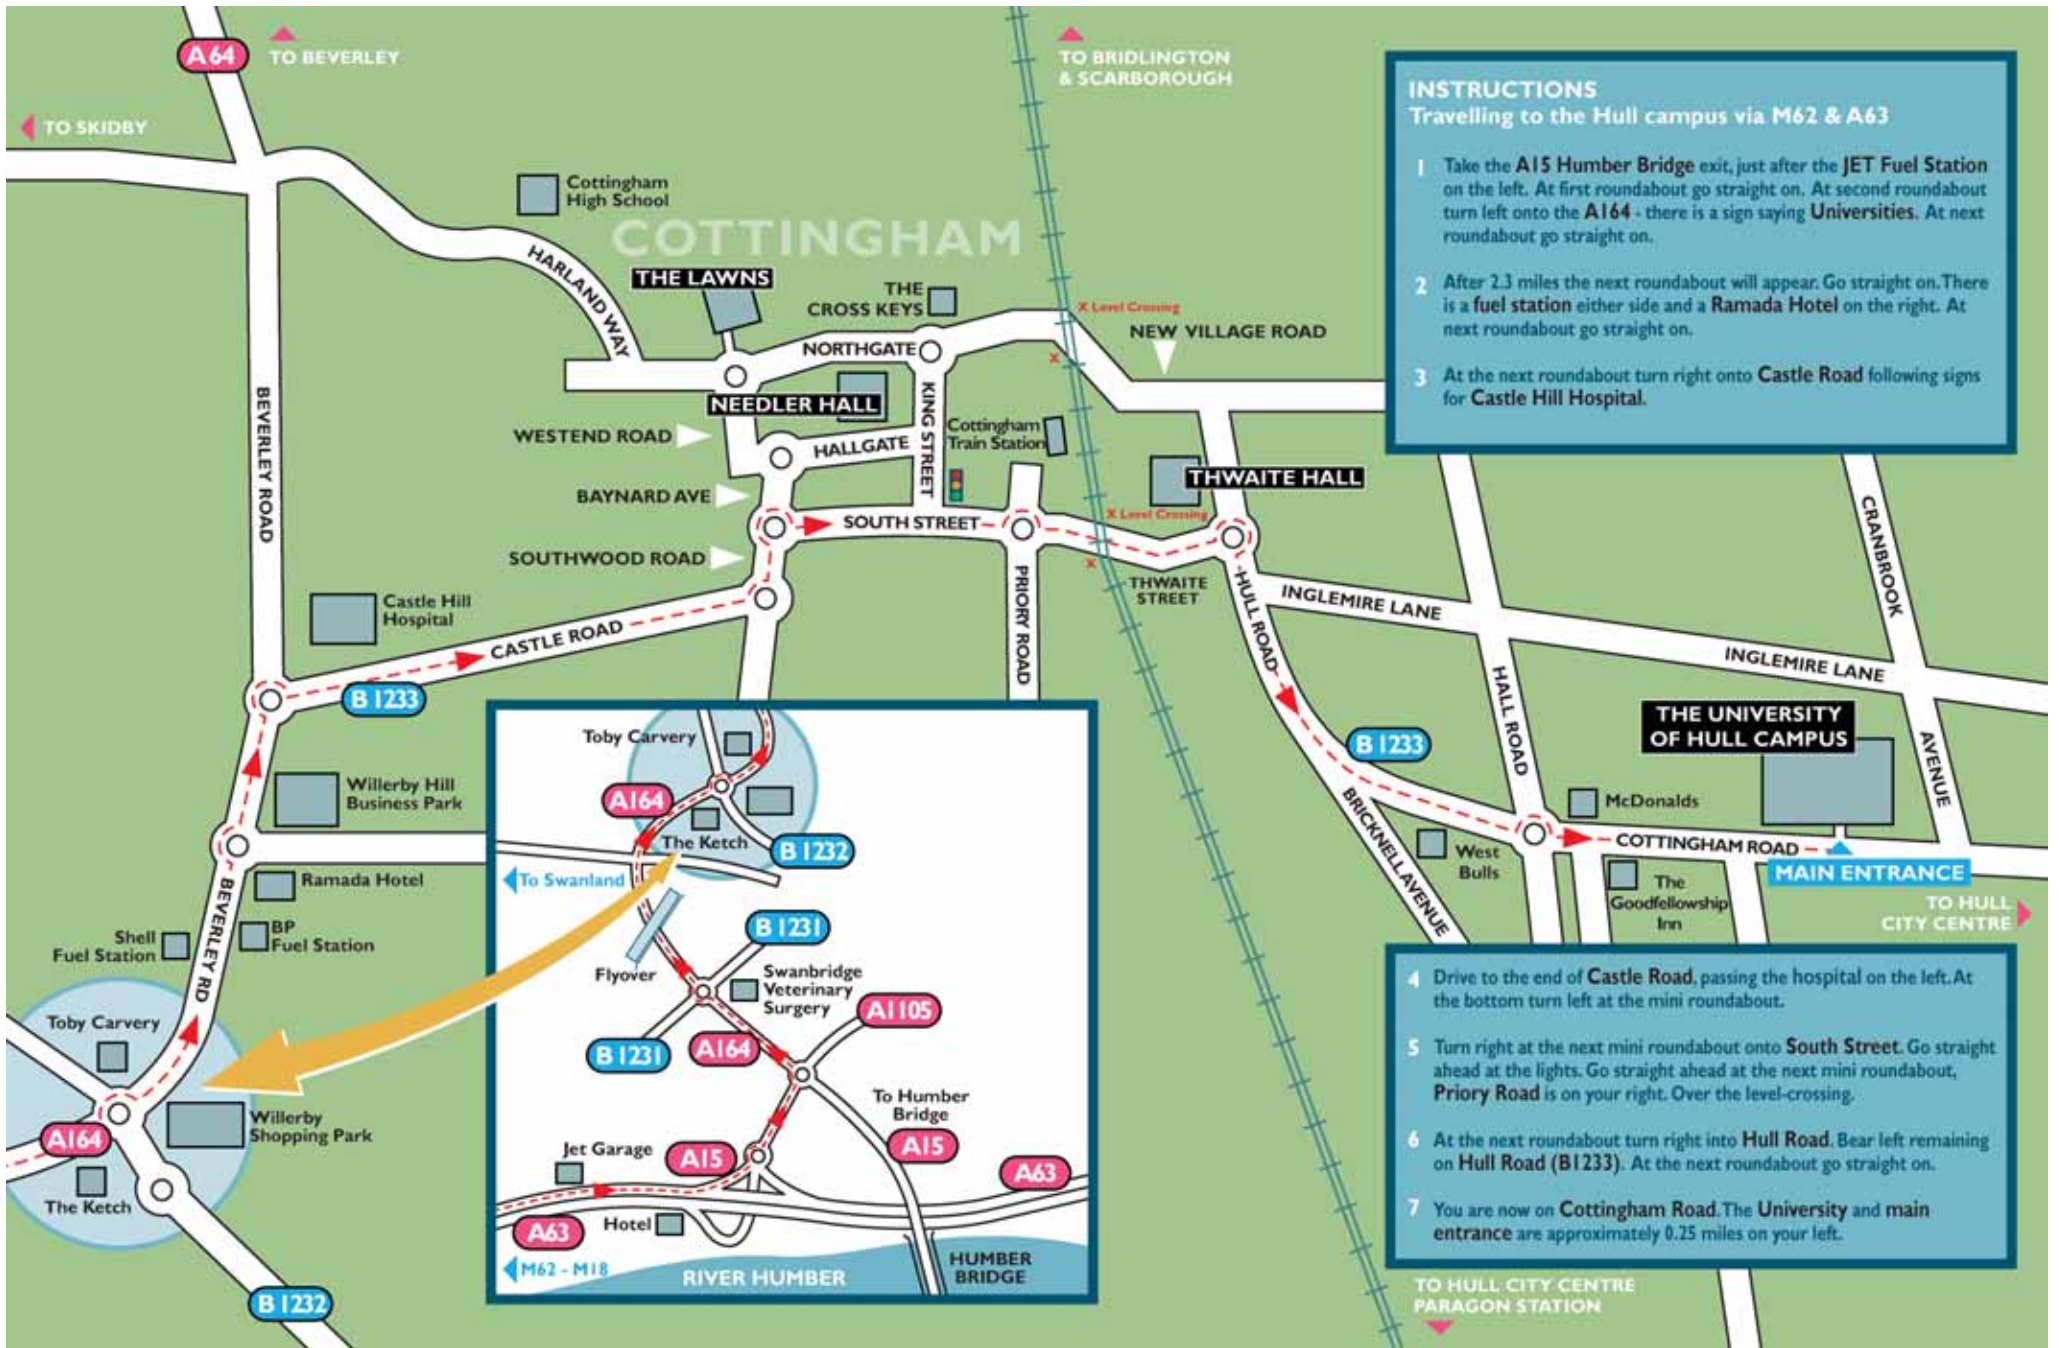 A64
TO BEVERLEY
TO BRIDLINGTON
& SCARBOROUGH
TO SKIDBY
INSTRUCTIONS
Travelling to the Hull campus via M62 & A63
1 Take the A15 Humber Bridge exit, just after the JET Fuel Station
on the left. At first roundabout go straight on. At second roundabout
turn left onto the A164 - there is a sign saying Universities. At next
roundabout go straight on.
2 After 2.3 miles the next roundabout will appear. Go straight on. There
is a fuel station either side and a Ramada Hotel on the right. At
next roundabout go straight on.
3 At the next roundabout turn right onto Castle Road following signs
for Castle Hill Hospital.
Cottingham
High School
COTTINGHAM
HARLAND WAY
THE LAWNS
THE
CROSS KEYS
X Level Crossing
NEW VILLAGE ROAD
NORTHGATE
X
NEEDLER HALL
KING STREET
BEVERLEY ROAD
WESTEND ROAD
HALLGATE
Cottingham
Train Station
THWAITE HALL
BAYNARD AVE
SOUTH STREET
X Level Crossing
CRANBROOK
SOUTHWOOD ROAD
X
THWAITE
STREET
PRIORY ROAD
HULL ROAD
INGLEMIRE LANE
Castle Hill
Hospital
CASTLE ROAD
B 1233
INGLEMIRE LANE
HALL ROAD
THE UNIVERSITY
OF HULL CAMPUS
AVENUE
B 1233
Willerby Hill
Business Park
McDonalds
BRICKNELL AVENUE
COTTINGHAM ROAD
West
Bulls
MAIN ENTRANCE
The
Goodfellowship
Inn
TO HULL
CITY CENTRE
Ramada Hotel
BEVERLEY RD
BP
Fuel Station
Shell
Fuel Station
Toby Carvery
A164
Willerby
Shopping Park
The Ketch
B 1232
Toby Carvery
A164
The Ketch
B 1232
To Swanland
B 1231
Flyover
Swanbridge
Veterinary
Surgery
A1105
B 1231
A164
To Humber
Bridge
Jet Garage
A15
A15
A63
Hotel
A63
M62 - M18
RIVER HUMBER
HUMBER
BRIDGE
4 Drive to the end of Castle Road, passing the hospital on the left. At
the bottom turn left at the mini roundabout.
5 Turn right at the next mini roundabout onto South Street. Go straight
ahead at the lights. Go straight ahead at the next mini roundabout,
Priory Road is on your right. Over the level-crossing.
6 At the next roundabout turn right into Hull Road. Bear left remaining
on Hull Road (B1233). At the next roundabout go straight on.
7 You are now on Cottingham Road. The University and main
entrance are approximately 0.25 miles on your left.
TO HULL CITY CENTRE
PARAGON STATION